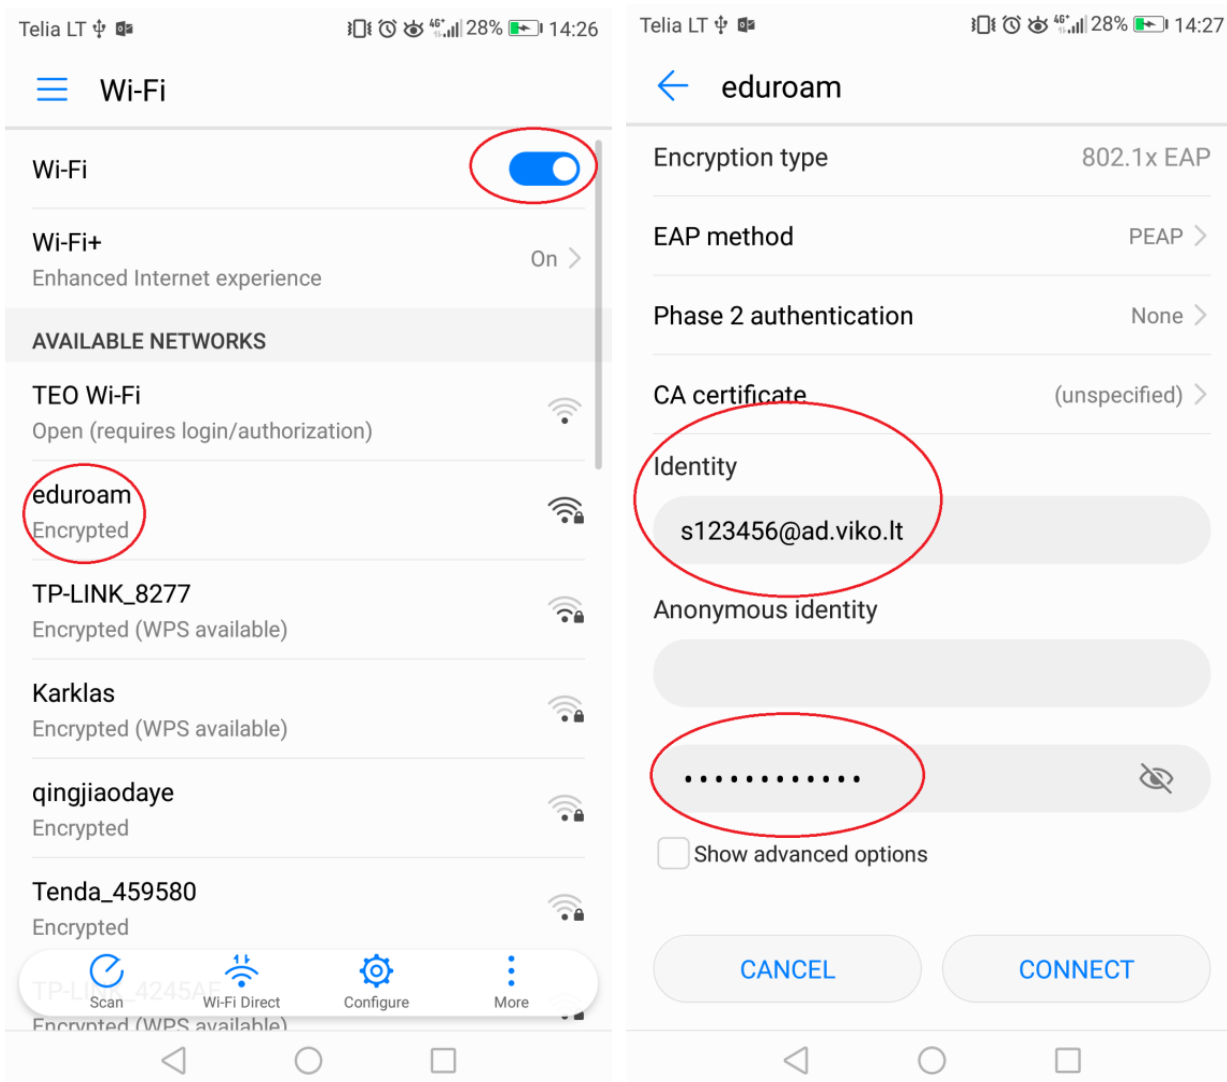 Telia LT 4G+ 28% 14:26
Wi-Fi
Wi-Fi
Wi-Fi+
Enhanced Internet experience
On
AVAILABLE NETWORKS
TEO Wi-Fi
Open (requires login/authorization)
eduroam
Encrypted
TP-LINK_8277
Encrypted (WPS available)
Karklas
Encrypted (WPS available)
qingjiaodaye
Encrypted
Tenda_459580
Encrypted
TP-LINK_4245AE
Scan Wi-Fi Direct Configure More
Encrypted (WPS available)
Telia LT 4G+ 28% 14:27
eduroam
Encryption type 802.1x EAP
EAP method PEAP
Phase 2 authentication None
CA certificate (unspecified)
Identity
s123456@ad.viko.lt
Anonymous identity
••••••••••••
Show advanced options
CANCEL CONNECT